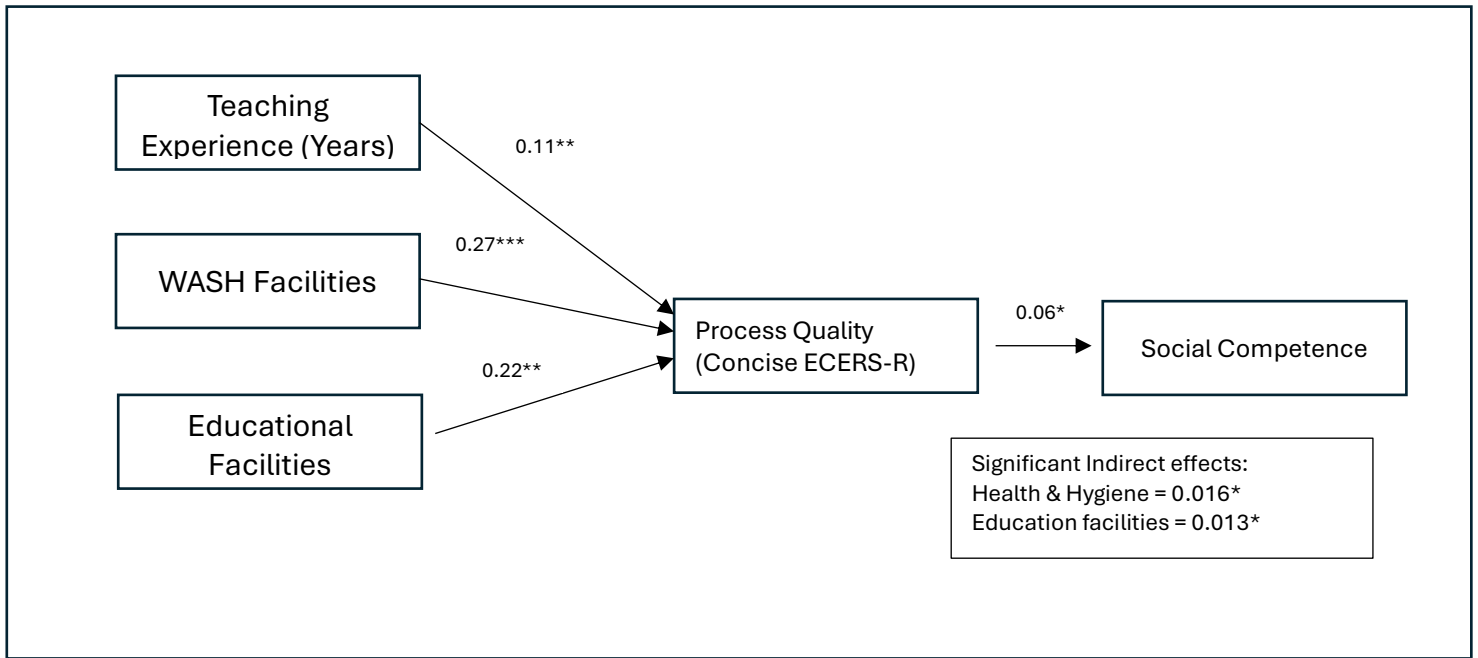 Teaching
Experience (Years)
0.11**
0.27***
WASH Facilities
Process Quality
(Concise ECERS-R)
0.06*
Social Competence
0.22**
Educational
Facilities
Significant Indirect effects:
Health & Hygiene = 0.016*
Education facilities = 0.013*